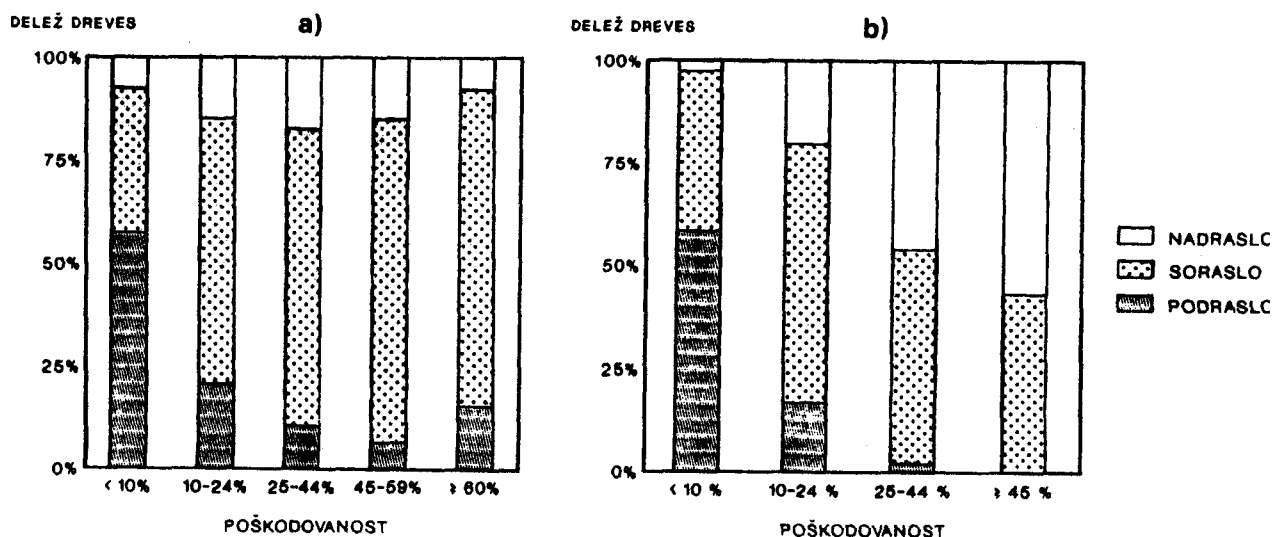 DELEŽ DREVES
a)
100%
75%
50%
25%
0%
< 10%
10-24%
25-44%
45-59%
≥ 60%
POŠKODOVANOST
DELEŽ DREVES
b)
100%
75%
50%
25%
0%
< 10 %
10-24 %
25-44 %
≥ 45 %
POŠKODOVANOST
NADRASLO
SORASLO
PODRASLO